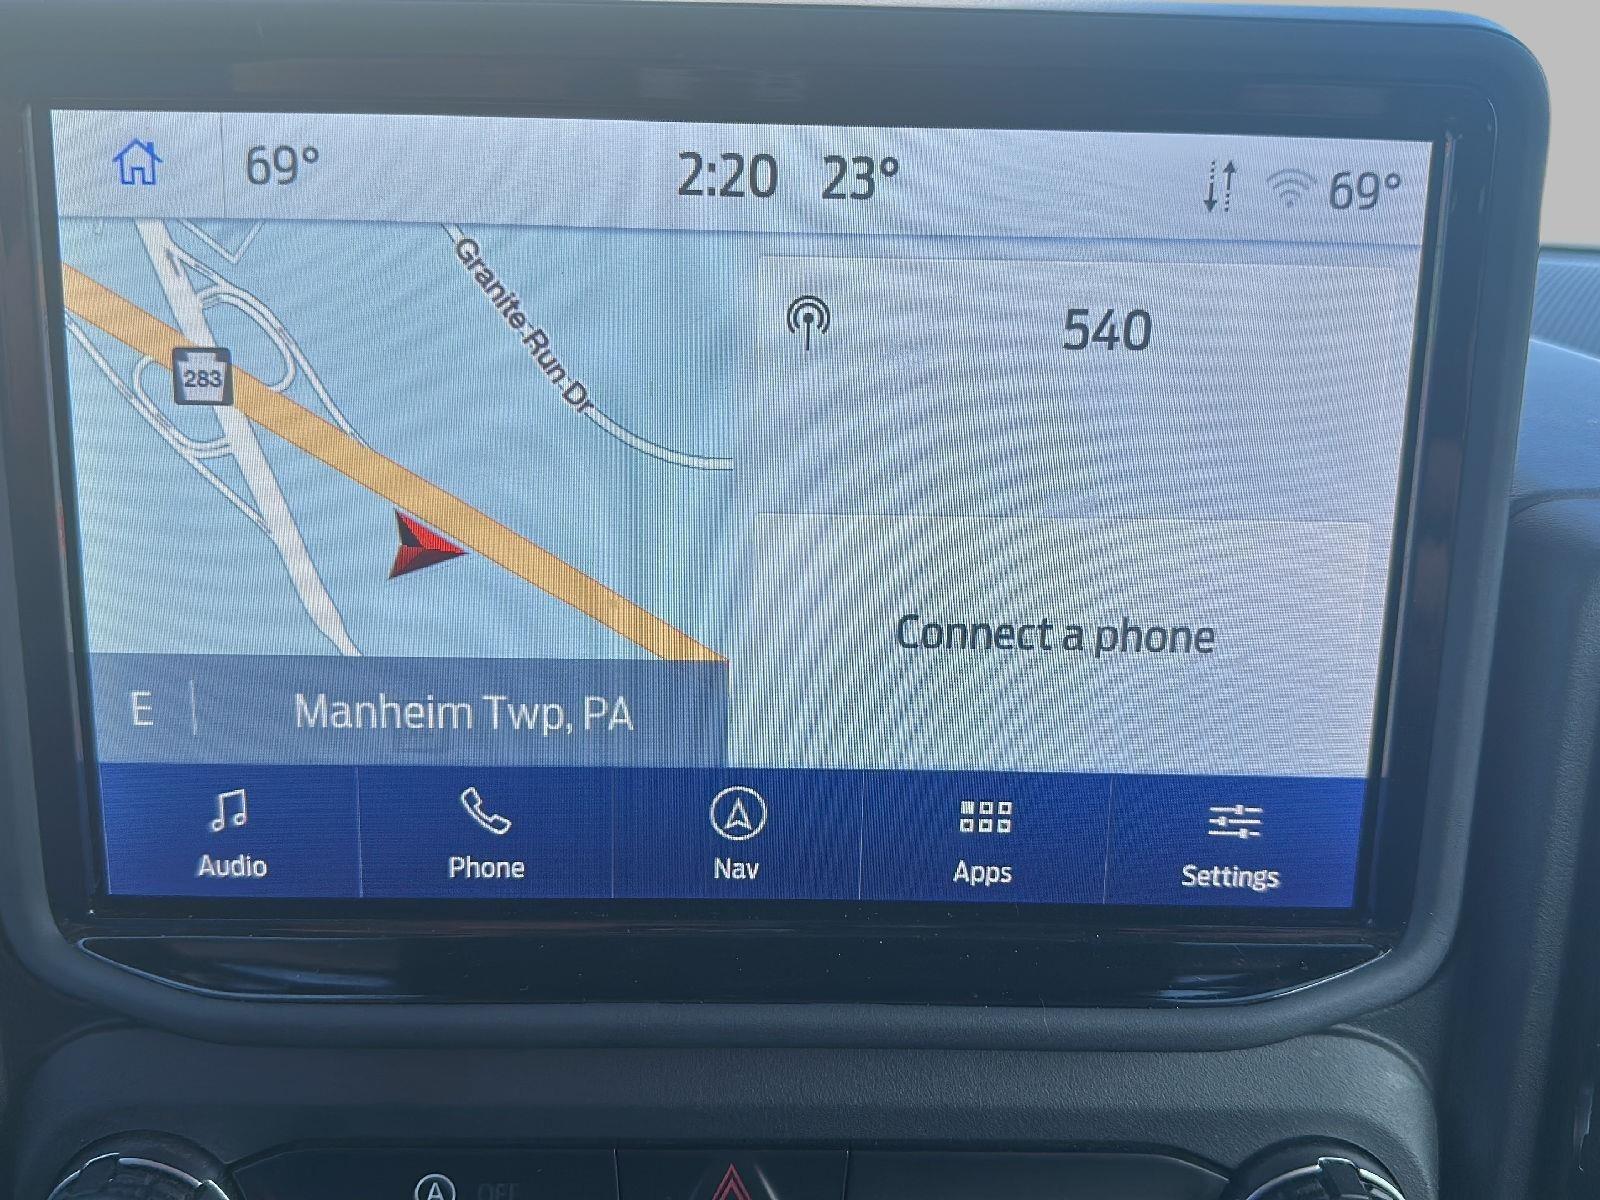 69° 2:20 23° 69°
Granite Run Dr
283
540
Connect a phone
E Manheim Twp, PA
Audio Phone Nav Apps Settings
A OFF